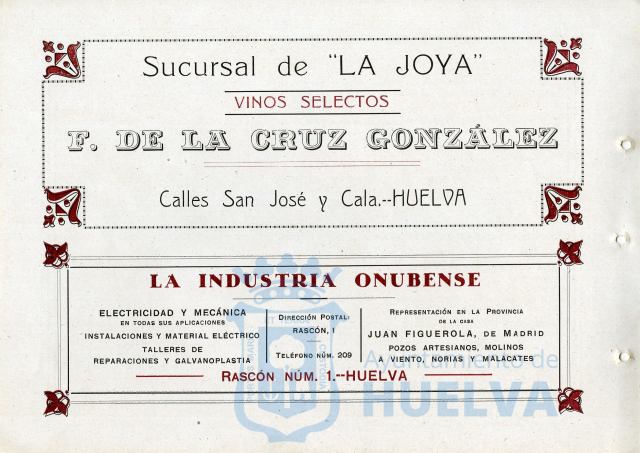 Sucursal de "LA JOYA"
VINOS SELECTOS
F. DE LA CRUZ GONZÁLEZ
Calles San José y Cala.--HUELVA
LA INDUSTRIA ONUBENSE
ELECTRICIDAD Y MECÁNICA
EN TODAS SUS APLICACIONES
INSTALACIONES Y MATERIAL ELÉCTRICO
TALLERES DE
REPARACIONES Y GALVANOPLASTIA
DIRECCIÓN POSTAL:
RASCÓN, 1
TELÉFONO NÚM. 209
REPRESENTACIÓN EN LA PROVINCIA
DE LA CASA
JUAN FIGUEROLA, DE MADRID
POZOS ARTESIANOS, MOLINOS
A VIENTO, NORIAS Y MALACATES
RASCÓN NÚM. 1.--HUELVA
Ayuntamiento de
HUELVA